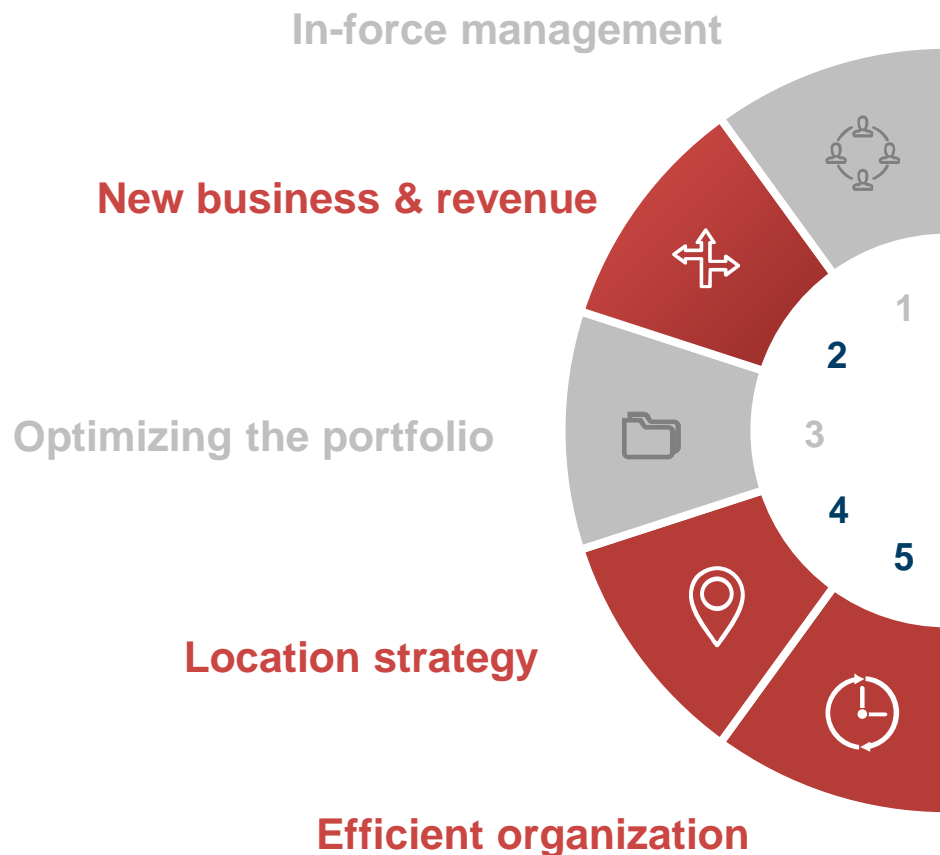 In-force management
New business & revenue
1
2
Optimizing the portfolio
3
4
5
Location strategy
Efficient organization